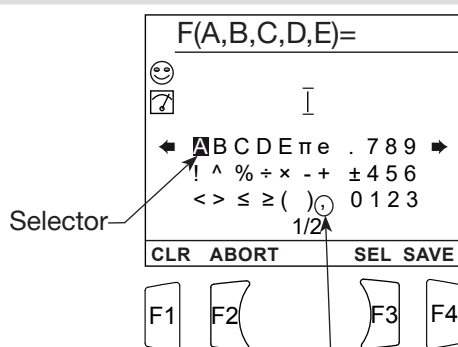 F(A,B,C,D,E)=
A B C D E π e . 7 8 9
! ^ % ÷ × - + ± 4 5 6
< > ≤ ≥ ( ) , 0 1 2 3
Selector
1/2
CLR ABORT SEL SAVE
F1 F2 F3 F4